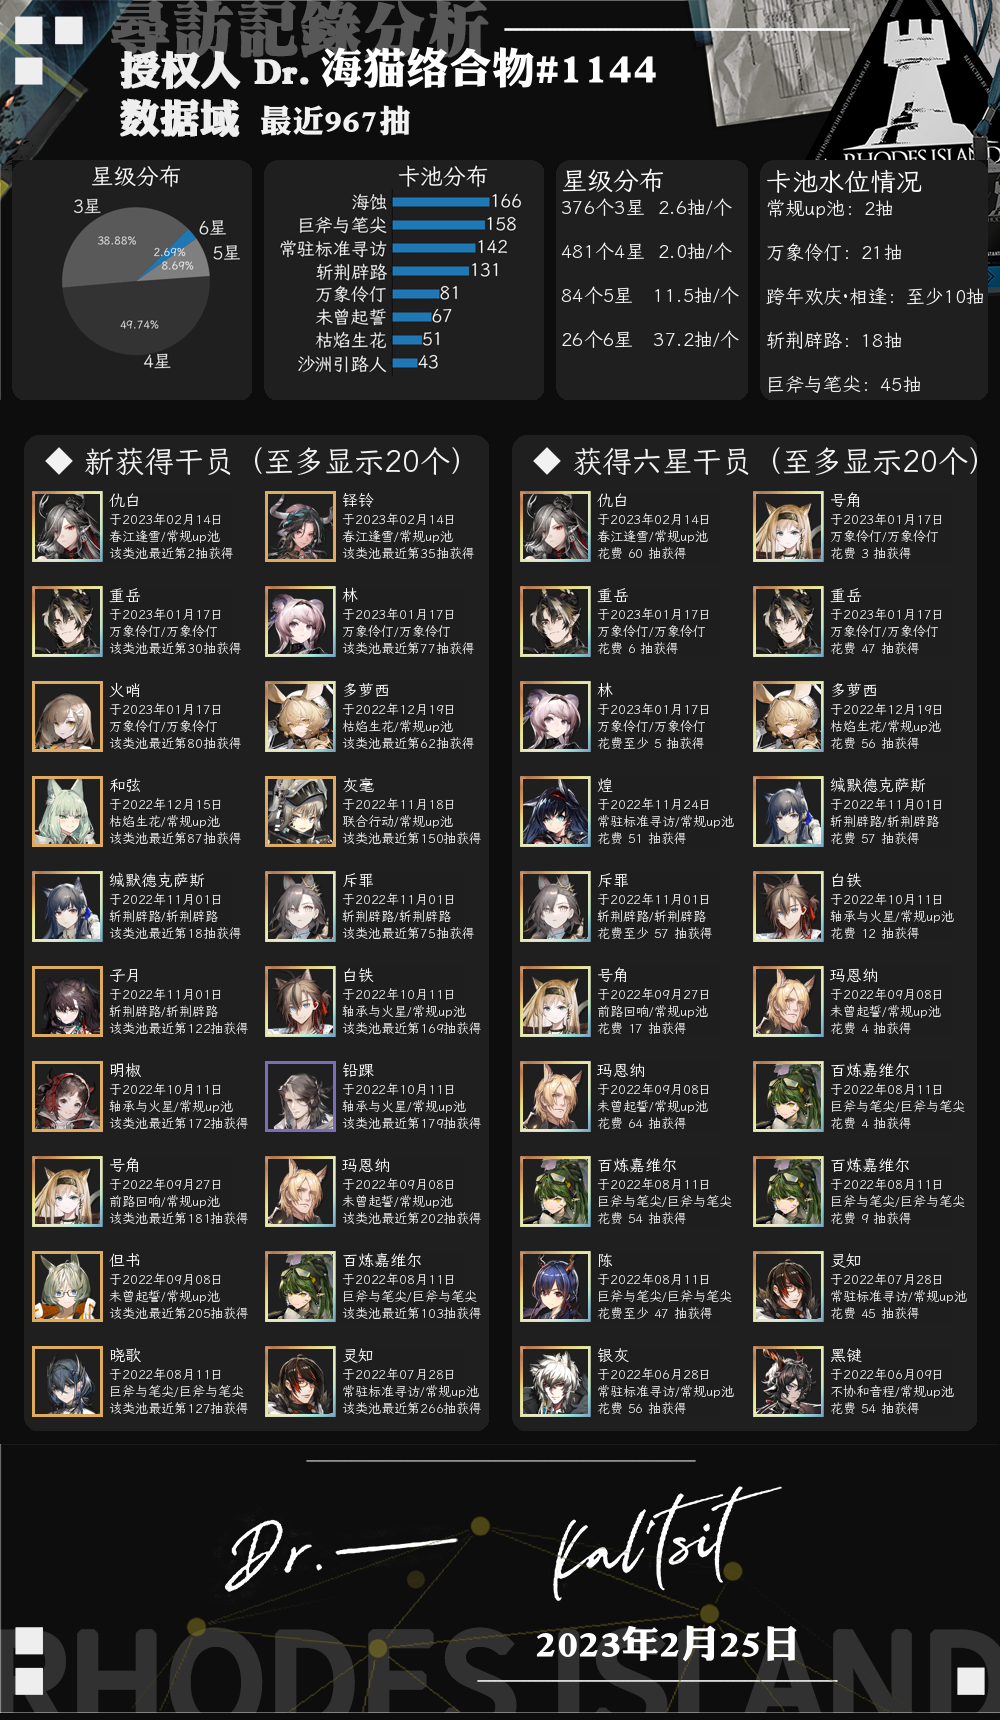 尋訪記錄分析
授权人 Dr. 海猫络合物#1144
数据域 最近967抽
RHODES ISLAND
星级分布
3星
6星
5星
38.88%
2.69%
8.69%
49.74%
4星
卡池分布
海蚀 166
巨斧与笔尖 158
常驻标准寻访 142
斩荆辟路 131
万象伶仃 81
未曾起誓 67
枯焰生花 51
沙洲引路人 43
星级分布
376个3星 2.6抽/个
481个4星 2.0抽/个
84个5星 11.5抽/个
26个6星 37.2抽/个
卡池水位情况
常规up池：2抽
万象伶仃：21抽
跨年欢庆·相逢：至少10抽
斩荆辟路：18抽
巨斧与笔尖：45抽
◆ 新获得干员（至多显示20个）
仇白
于2023年02月14日
春江逢雪/常规up池
该类池最近第2抽获得
铎铃
于2023年02月14日
春江逢雪/常规up池
该类池最近第35抽获得
重岳
于2023年01月17日
万象伶仃/万象伶仃
该类池最近第30抽获得
林
于2023年01月17日
万象伶仃/万象伶仃
该类池最近第77抽获得
火哨
于2023年01月17日
万象伶仃/万象伶仃
该类池最近第80抽获得
多萝西
于2022年12月19日
枯焰生花/常规up池
该类池最近第62抽获得
和弦
于2022年12月15日
枯焰生花/常规up池
该类池最近第87抽获得
灰毫
于2022年11月18日
联合行动/常规up池
该类池最近第150抽获得
缄默德克萨斯
于2022年11月01日
斩荆辟路/斩荆辟路
该类池最近第18抽获得
斥罪
于2022年11月01日
斩荆辟路/斩荆辟路
该类池最近第75抽获得
子月
于2022年11月01日
斩荆辟路/斩荆辟路
该类池最近第122抽获得
白铁
于2022年10月11日
轴承与火星/常规up池
该类池最近第169抽获得
明椒
于2022年10月11日
轴承与火星/常规up池
该类池最近第172抽获得
铅踝
于2022年10月11日
轴承与火星/常规up池
该类池最近第179抽获得
号角
于2022年09月27日
前路回响/常规up池
该类池最近第181抽获得
玛恩纳
于2022年09月08日
未曾起誓/常规up池
该类池最近第202抽获得
但书
于2022年09月08日
未曾起誓/常规up池
该类池最近第205抽获得
百炼嘉维尔
于2022年08月11日
巨斧与笔尖/巨斧与笔尖
该类池最近第103抽获得
晓歌
于2022年08月11日
巨斧与笔尖/巨斧与笔尖
该类池最近第127抽获得
灵知
于2022年07月28日
常驻标准寻访/常规up池
该类池最近第266抽获得
◆ 获得六星干员（至多显示20个）
仇白
于2023年02月14日
春江逢雪/常规up池
花费 60 抽获得
号角
于2023年01月17日
万象伶仃/万象伶仃
花费 3 抽获得
重岳
于2023年01月17日
万象伶仃/万象伶仃
花费 6 抽获得
重岳
于2023年01月17日
万象伶仃/万象伶仃
花费 47 抽获得
林
于2023年01月17日
万象伶仃/万象伶仃
花费至少 5 抽获得
多萝西
于2022年12月19日
枯焰生花/常规up池
花费 56 抽获得
煌
于2022年11月24日
常驻标准寻访/常规up池
花费 51 抽获得
缄默德克萨斯
于2022年11月01日
斩荆辟路/斩荆辟路
花费 57 抽获得
斥罪
于2022年11月01日
斩荆辟路/斩荆辟路
花费至少 57 抽获得
白铁
于2022年10月11日
轴承与火星/常规up池
花费 12 抽获得
号角
于2022年09月27日
前路回响/常规up池
花费 17 抽获得
玛恩纳
于2022年09月08日
未曾起誓/常规up池
花费 4 抽获得
玛恩纳
于2022年09月08日
未曾起誓/常规up池
花费 64 抽获得
百炼嘉维尔
于2022年08月11日
巨斧与笔尖/巨斧与笔尖
花费 4 抽获得
百炼嘉维尔
于2022年08月11日
巨斧与笔尖/巨斧与笔尖
花费 54 抽获得
百炼嘉维尔
于2022年08月11日
巨斧与笔尖/巨斧与笔尖
花费 9 抽获得
陈
于2022年08月11日
巨斧与笔尖/巨斧与笔尖
花费至少 47 抽获得
灵知
于2022年07月28日
常驻标准寻访/常规up池
花费 45 抽获得
银灰
于2022年06月28日
常驻标准寻访/常规up池
花费 56 抽获得
黑键
于2022年06月09日
不协和音程/常规up池
花费 54 抽获得
Dr. — Kal'tsit
2023年2月25日
RHODES ISLAND